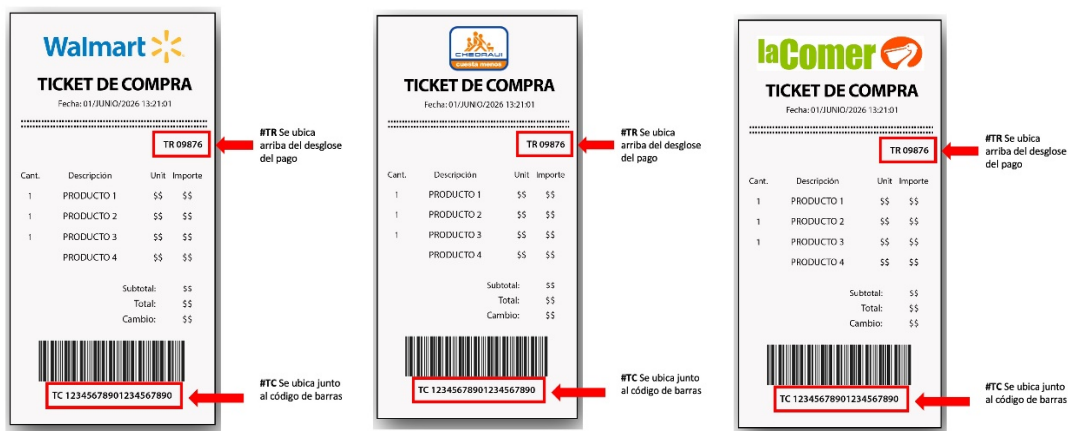 Walmart
TICKET DE COMPRA
Fecha: 01/JUNIO/2026 13:21:01
TR 09876
#TR Se ubica
arriba del desglose
del pago
Cant. Descripción Unit Importe
1 PRODUCTO 1 $$ $$
1 PRODUCTO 2 $$ $$
1 PRODUCTO 3 $$ $$
PRODUCTO 4 $$ $$
Subtotal: $$
Total: $$
Cambio: $$
TC 12345678901234567890
#TC Se ubica junto
al código de barras
CHEDRAUI
cuesta menos
TICKET DE COMPRA
Fecha: 01/JUNIO/2026 13:21:01
TR 09876
#TR Se ubica
arriba del desglose
del pago
Cant. Descripción Unit Importe
1 PRODUCTO 1 $$ $$
1 PRODUCTO 2 $$ $$
1 PRODUCTO 3 $$ $$
PRODUCTO 4 $$ $$
Subtotal: $$
Total: $$
Cambio: $$
TC 12345678901234567890
#TC Se ubica junto
al código de barras
laComer
TICKET DE COMPRA
Fecha: 01/JUNIO/2026 13:21:01
TR 09876
#TR Se ubica
arriba del desglose
del pago
Cant. Descripción Unit Importe
1 PRODUCTO 1 $$ $$
1 PRODUCTO 2 $$ $$
1 PRODUCTO 3 $$ $$
PRODUCTO 4 $$ $$
Subtotal: $$
Total: $$
Cambio: $$
TC 12345678901234567890
#TC Se ubica junto
al código de barras